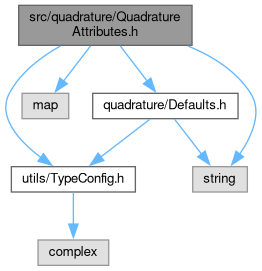 src/quadrature/Quadrature
Attributes.h
map
quadrature/Defaults.h
utils/TypeConfig.h
string
complex